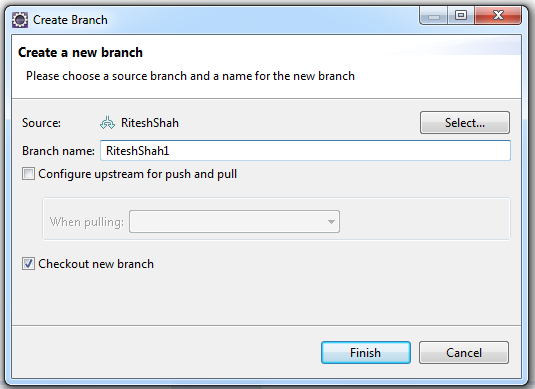 Create Branch
Create a new branch
Please choose a source branch and a name for the new branch
Source: RiteshShah Select...
Branch name: RiteshShah1
Configure upstream for push and pull
When pulling:
Checkout new branch
Finish Cancel